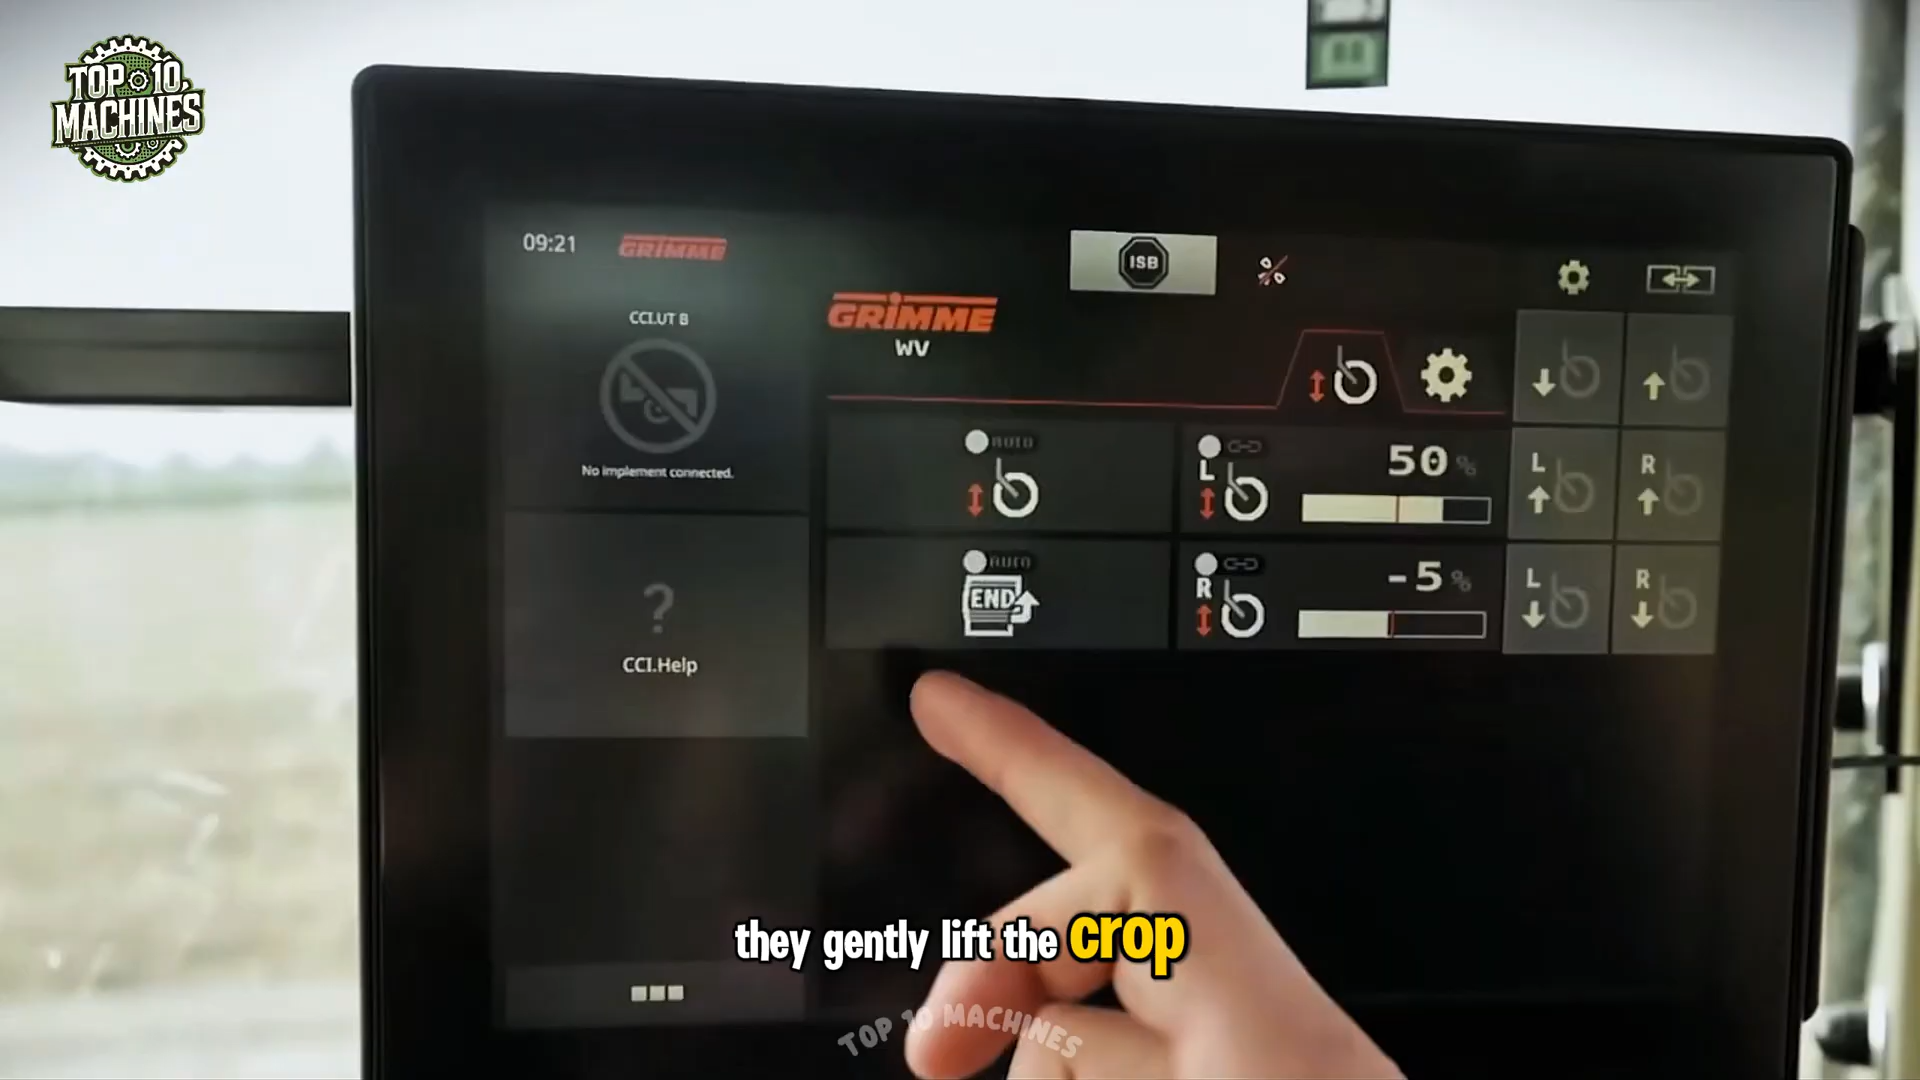 TOP 10
MACHINES
09:21
GRIMME
ISB
CCI.UT B
GRIMME
WV
No implement connected.
AUTO
L
50 %
L
R
AUTO
END
R
-5 %
L
R
?
CCI.Help
they gently lift the crop
TOP 10 MACHINES